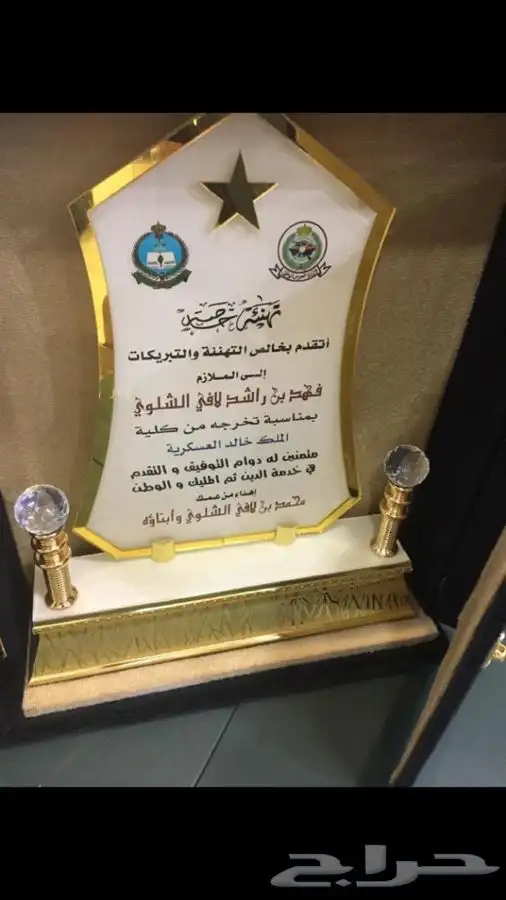 تهنئة خاصة
أتقدم بخالص التهنئة والتبريكات
إلى الملازم
فهد بن راشد لافي الشلوي
بمناسبة تخرجه من كلية
الملك خالد العسكرية
متمنين له دوام التوفيق و التقدم
في خدمة الدين ثم المليك و الوطن
إهداء من عمك
محمد بن لافي الشلوي وأبناؤه
حراج